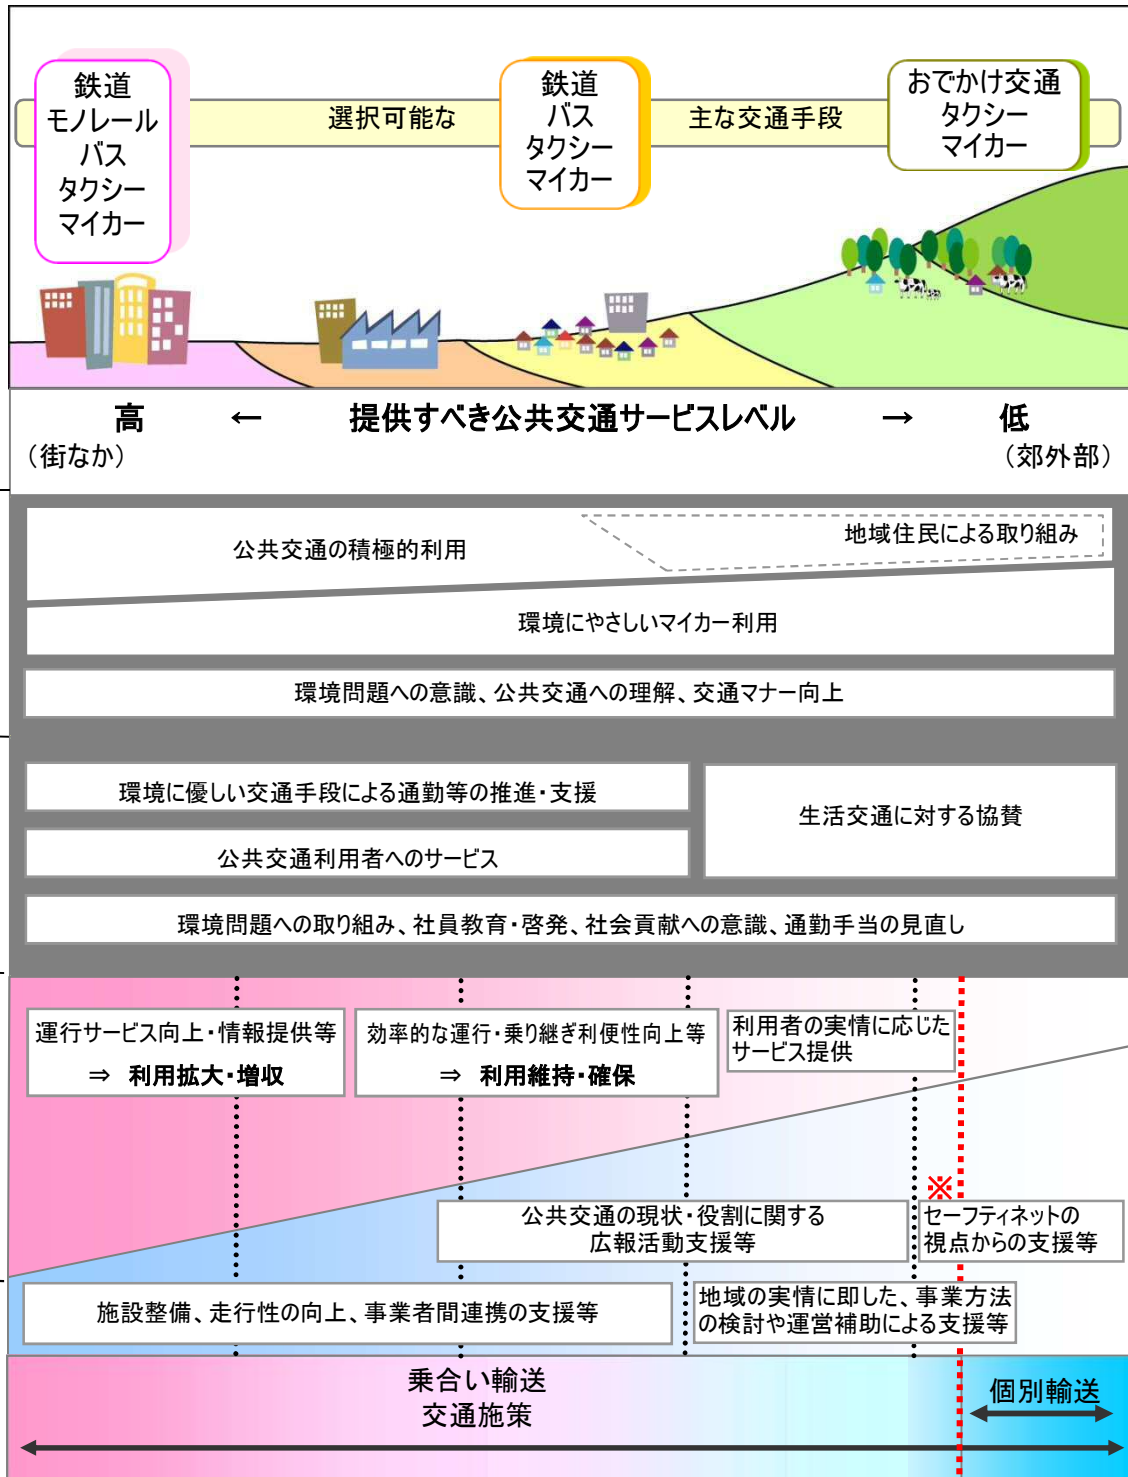 鉄道
モノレール
バス
タクシー
マイカー
選択可能な
鉄道
バス
タクシー
マイカー
主な交通手段
おでかけ交通
タクシー
マイカー
高 ← 提供すべき公共交通サービスレベル → 低
（街なか）
（郊外部）
公共交通の積極的利用
地域住民による取り組み
環境にやさしいマイカー利用
環境問題への意識、公共交通への理解、交通マナー向上
環境に優しい交通手段による通勤等の推進・支援
公共交通利用者へのサービス
生活交通に対する協賛
環境問題への取り組み、社員教育・啓発、社会貢献への意識、通勤手当の見直し
運行サービス向上・情報提供等
⇒ 利用拡大・増収
効率的な運行・乗り継ぎ利便性向上等
⇒ 利用維持・確保
利用者の実情に応じた
サービス提供
公共交通の現状・役割に関する
広報活動支援等
※
セーフティネットの
視点からの支援等
施設整備、走行性の向上、事業者間連携の支援等
地域の実情に即した、事業方法
の検討や運営補助による支援等
乗合い輸送
交通施策
個別輸送